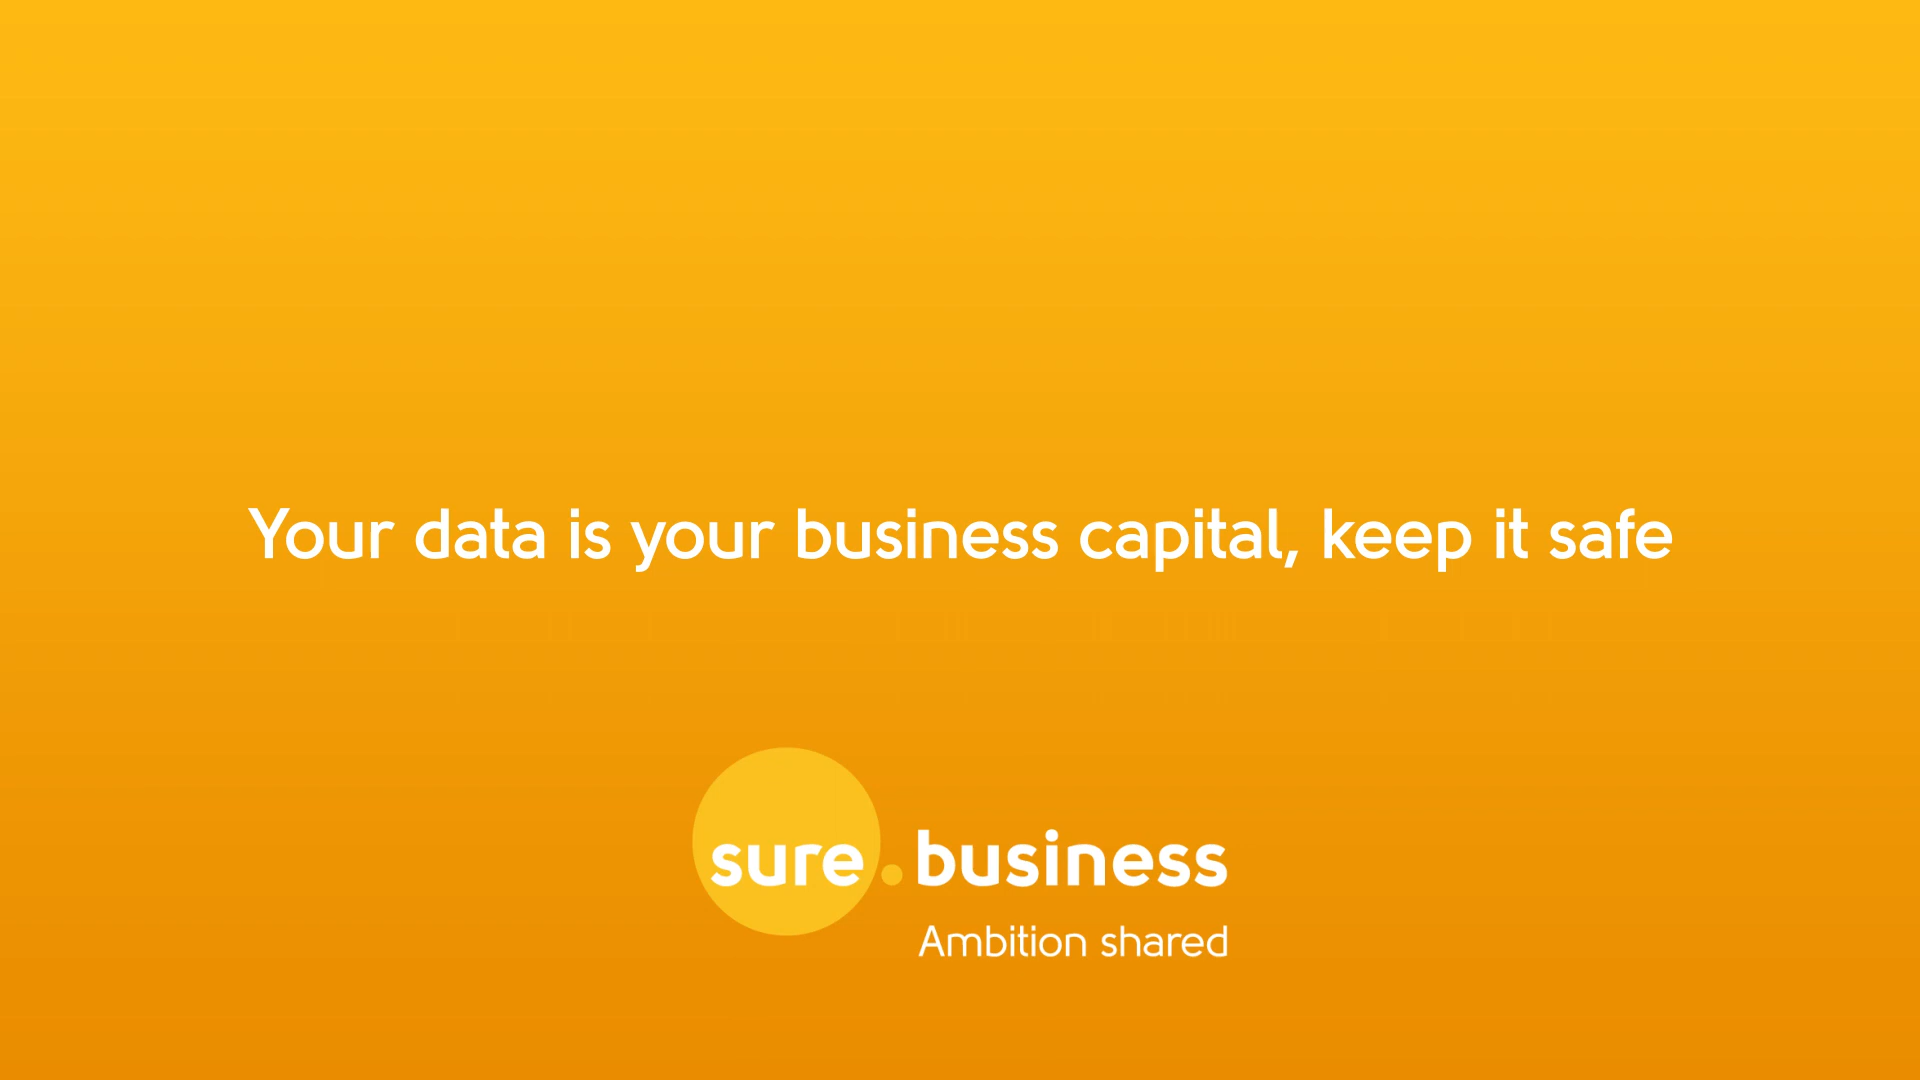 Your data is your business capital, keep it safe
sure.business
Ambition shared